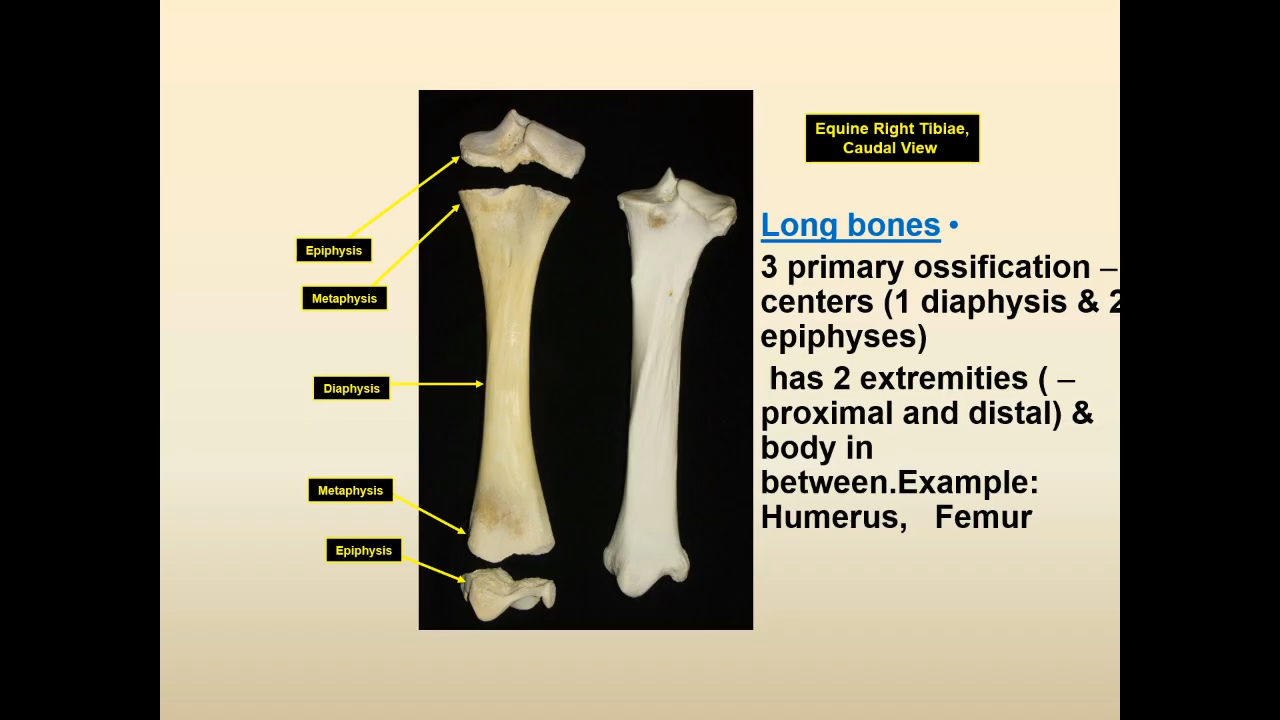 Equine Right Tibiae,
Caudal View
Epiphysis
Metaphysis
Diaphysis
Metaphysis
Epiphysis
Long bones •
3 primary ossification –
centers (1 diaphysis & 2
epiphyses)
has 2 extremities ( –
proximal and distal) &
body in
between.Example:
Humerus, Femur